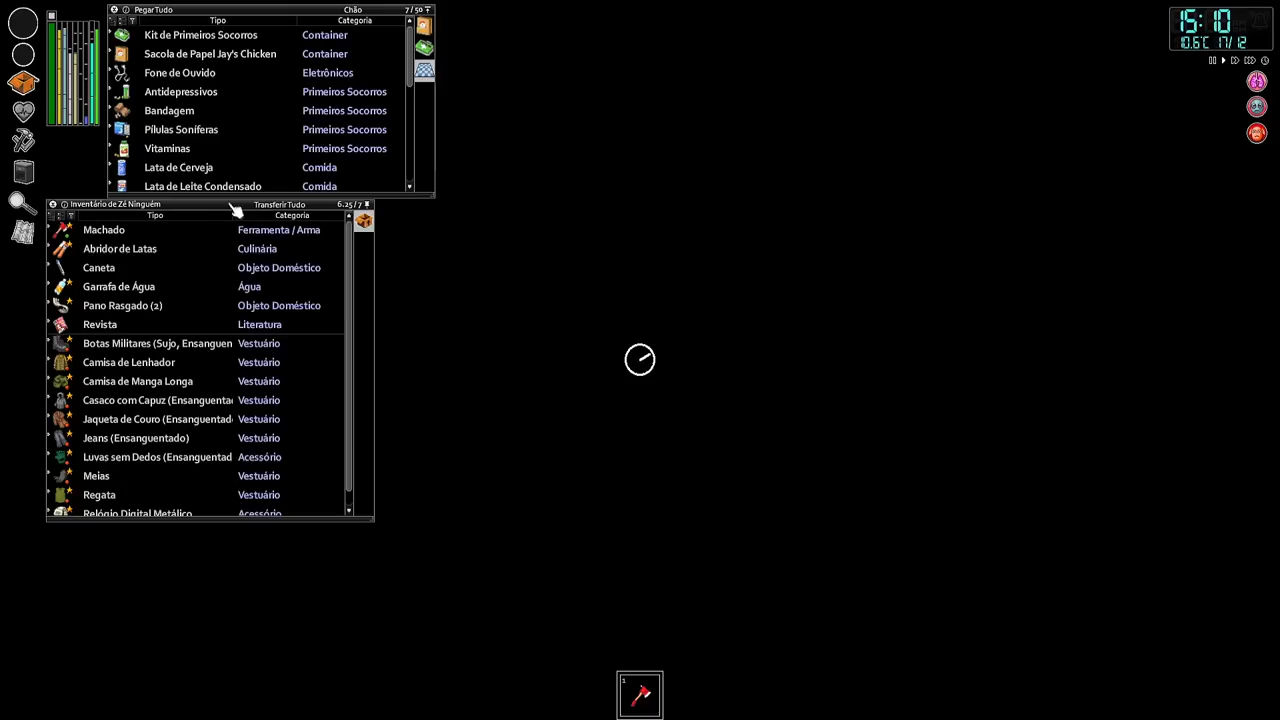 Pegar Tudo Chão 7 / 50
Tipo Categoria
Kit de Primeiros Socorros Container
Sacola de Papel Jay's Chicken Container
Fone de Ouvido Eletrônicos
Antidepressivos Primeiros Socorros
Bandagem Primeiros Socorros
Pílulas Soníferas Primeiros Socorros
Vitaminas Primeiros Socorros
Lata de Cerveja Comida
Lata de Leite Condensado Comida
Inventário de Zé Ninguém Transferir Tudo 6.25 / 7
Tipo Categoria
Machado Ferramenta / Arma
Abridor de Latas Culinária
Caneta Objeto Doméstico
Garrafa de Água Água
Pano Rasgado (2) Objeto Doméstico
Revista Literatura
Botas Militares (Sujo, Ensanguen Vestuário
Camisa de Lenhador Vestuário
Camisa de Manga Longa Vestuário
Casaco com Capuz (Ensanguenta Vestuário
Jaqueta de Couro (Ensanguentad Vestuário
Jeans (Ensanguentado) Vestuário
Luvas sem Dedos (Ensanguentad Acessório
Meias Vestuário
Regata Vestuário
Relógio Digital Metálico Acessório
15:10
10.6°C 17/12
1